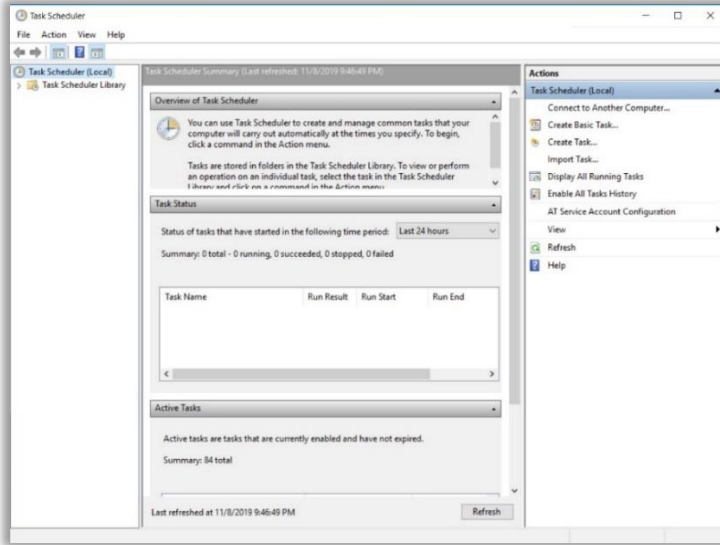 Task Scheduler
File Action View Help
Task Scheduler (Local)
Task Scheduler Library
Task Scheduler Summary (Last refreshed: 11/8/2019 9:46:49 PM)
Overview of Task Scheduler
You can use Task Scheduler to create and manage common tasks that your
computer will carry out automatically at the times you specify. To begin,
click a command in the Action menu.
Tasks are stored in folders in the Task Scheduler Library. To view or perform
an operation on an individual task, select the task in the Task Scheduler
Library and click on a command in the Action menu
Task Status
Status of tasks that have started in the following time period: Last 24 hours
Summary: 0 total - 0 running, 0 succeeded, 0 stopped, 0 failed
Task Name Run Result Run Start Run End
Active Tasks
Active tasks are tasks that are currently enabled and have not expired.
Summary: 84 total
Last refreshed at 11/8/2019 9:46:49 PM Refresh
Actions
Task Scheduler (Local)
Connect to Another Computer...
Create Basic Task...
Create Task...
Import Task...
Display All Running Tasks
Enable All Tasks History
AT Service Account Configuration
View
Refresh
Help